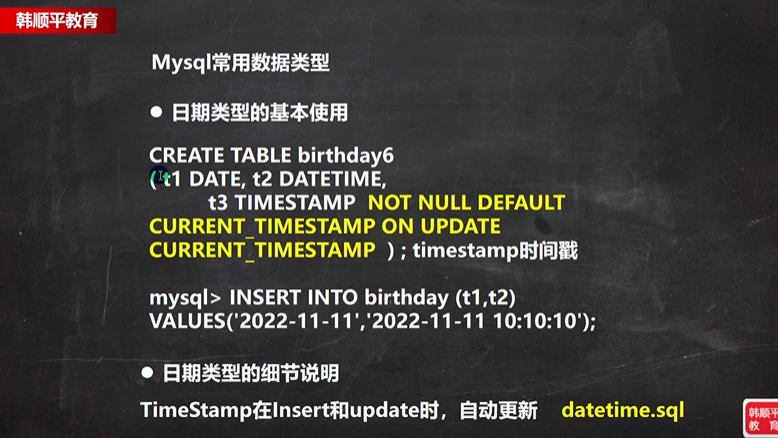 韩顺平教育
Mysql常用数据类型
● 日期类型的基本使用
CREATE TABLE birthday6
( t1 DATE, t2 DATETIME,
t3 TIMESTAMP NOT NULL DEFAULT
CURRENT_TIMESTAMP ON UPDATE
CURRENT_TIMESTAMP ) ; timestamp时间戳
mysql> INSERT INTO birthday (t1,t2)
VALUES('2022-11-11','2022-11-11 10:10:10');
● 日期类型的细节说明
TimeStamp在Insert和update时，自动更新 datetime.sql
韩顺平
教 育